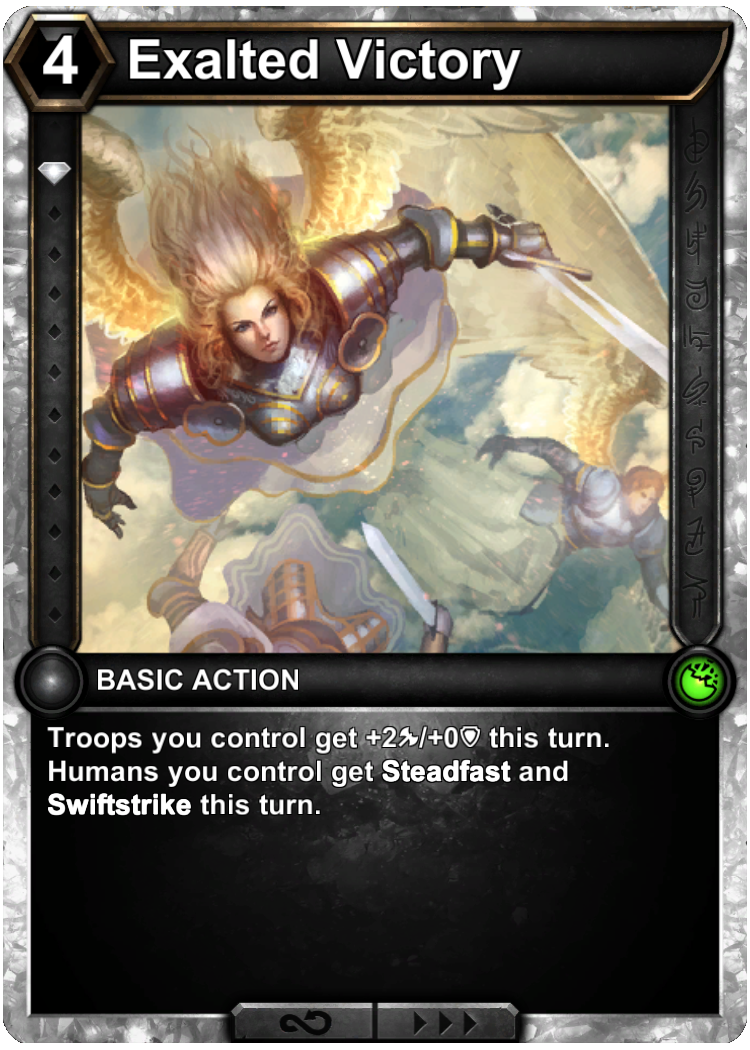 4
Exalted Victory
BASIC ACTION
Troops you control get +2/+0 this turn.
Humans you control get Steadfast and
Swiftstrike this turn.